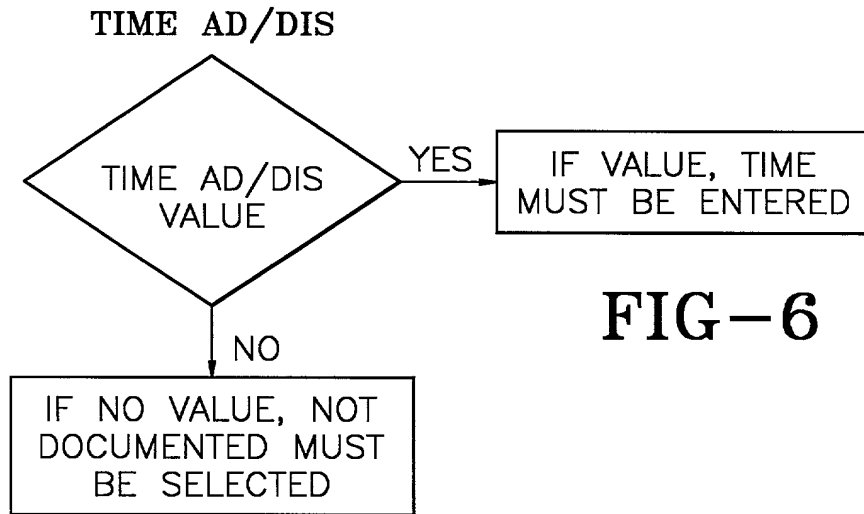 TIME AD/DIS
TIME AD/DIS
VALUE
YES
IF VALUE, TIME
MUST BE ENTERED
FIG-6
NO
IF NO VALUE, NOT
DOCUMENTED MUST
BE SELECTED